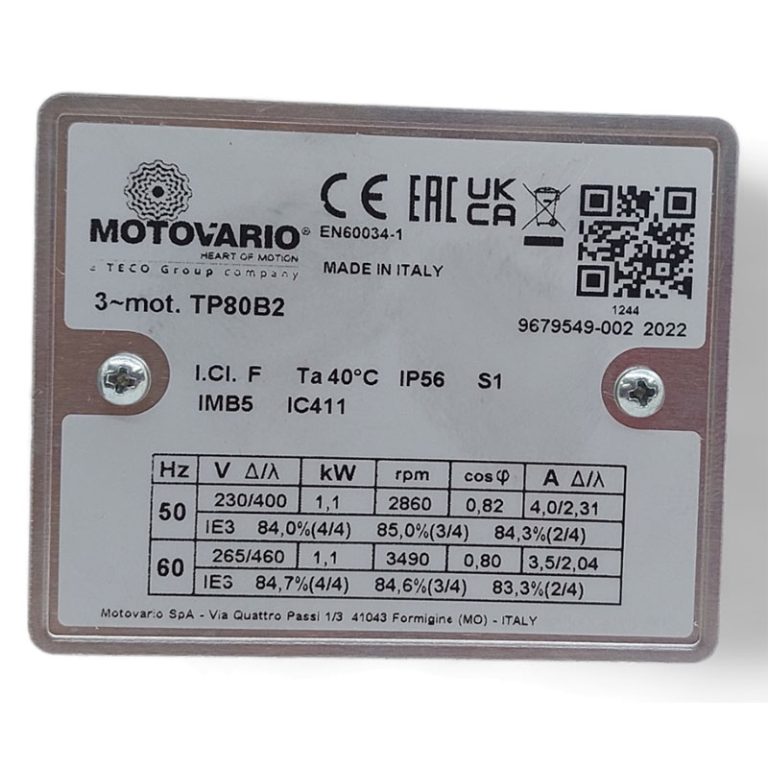 MOTOVARIO®
HEART OF MOTION
a TECO Group company
CE EAC UK CA
EN60034-1
MADE IN ITALY
3~mot. TP80B2
1244
9679549-002 2022
I.Cl. F Ta 40°C IP56 S1
IMB5 IC411
Hz V Δ/λ kW rpm cosφ A Δ/λ
50 230/400 1,1 2860 0,82 4,0/2,31
IE3 84,0%(4/4) 85,0%(3/4) 84,3%(2/4)
60 265/460 1,1 3490 0,80 3,5/2,04
IE3 84,7%(4/4) 84,6%(3/4) 83,3%(2/4)
Motovario SpA - Via Quattro Passi 1/3 41043 Formigine (MO) - ITALY